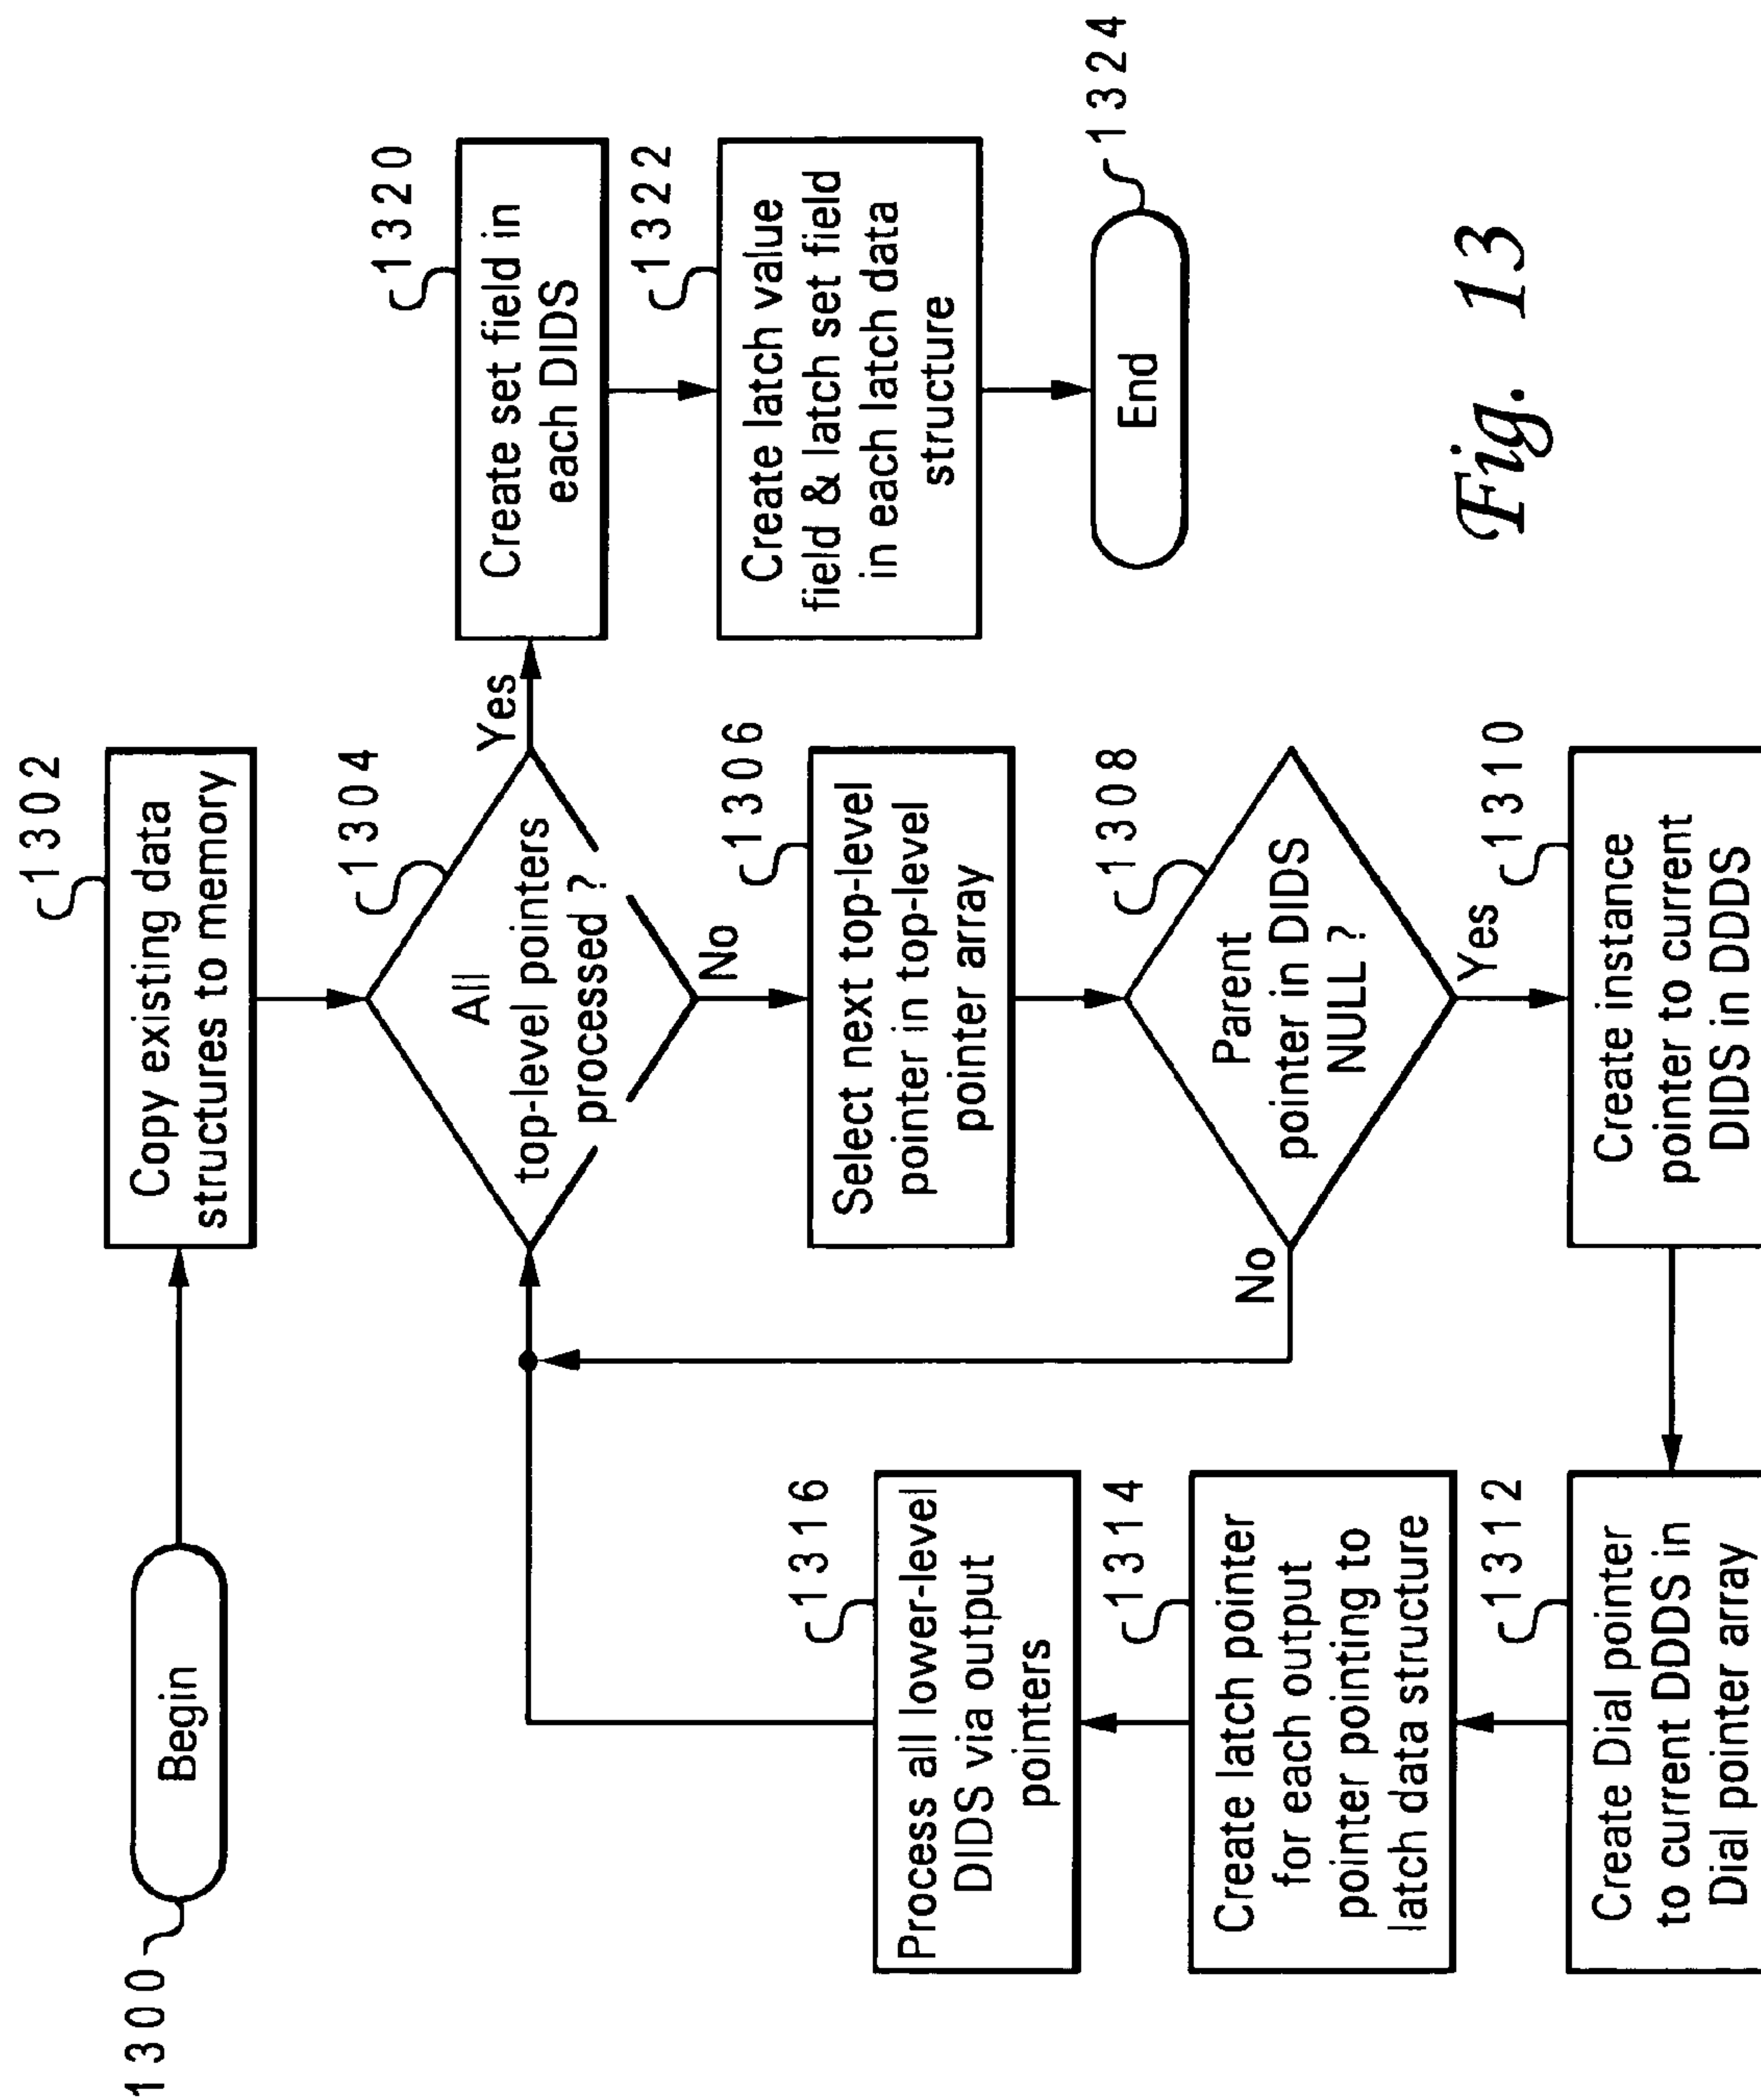 1300
Begin
1302
Copy existing data
structures to memory
1304
All
top-level pointers
processed ?
Yes
No
1306
Select next top-level
pointer in top-level
pointer array
1308
Parent
pointer in DIDS
NULL ?
No
Yes
1310
Create instance
pointer to current
DIDS in DDDS
1312
Create Dial pointer
to current DDDS in
Dial pointer array
1314
Create latch pointer
for each output
pointer pointing to
latch data structure
1316
Process all lower-level
DIDS via output
pointers
1320
Create set field in
each DIDS
1322
Create latch value
field & latch set field
in each latch data
structure
1324
End
Fig. 13